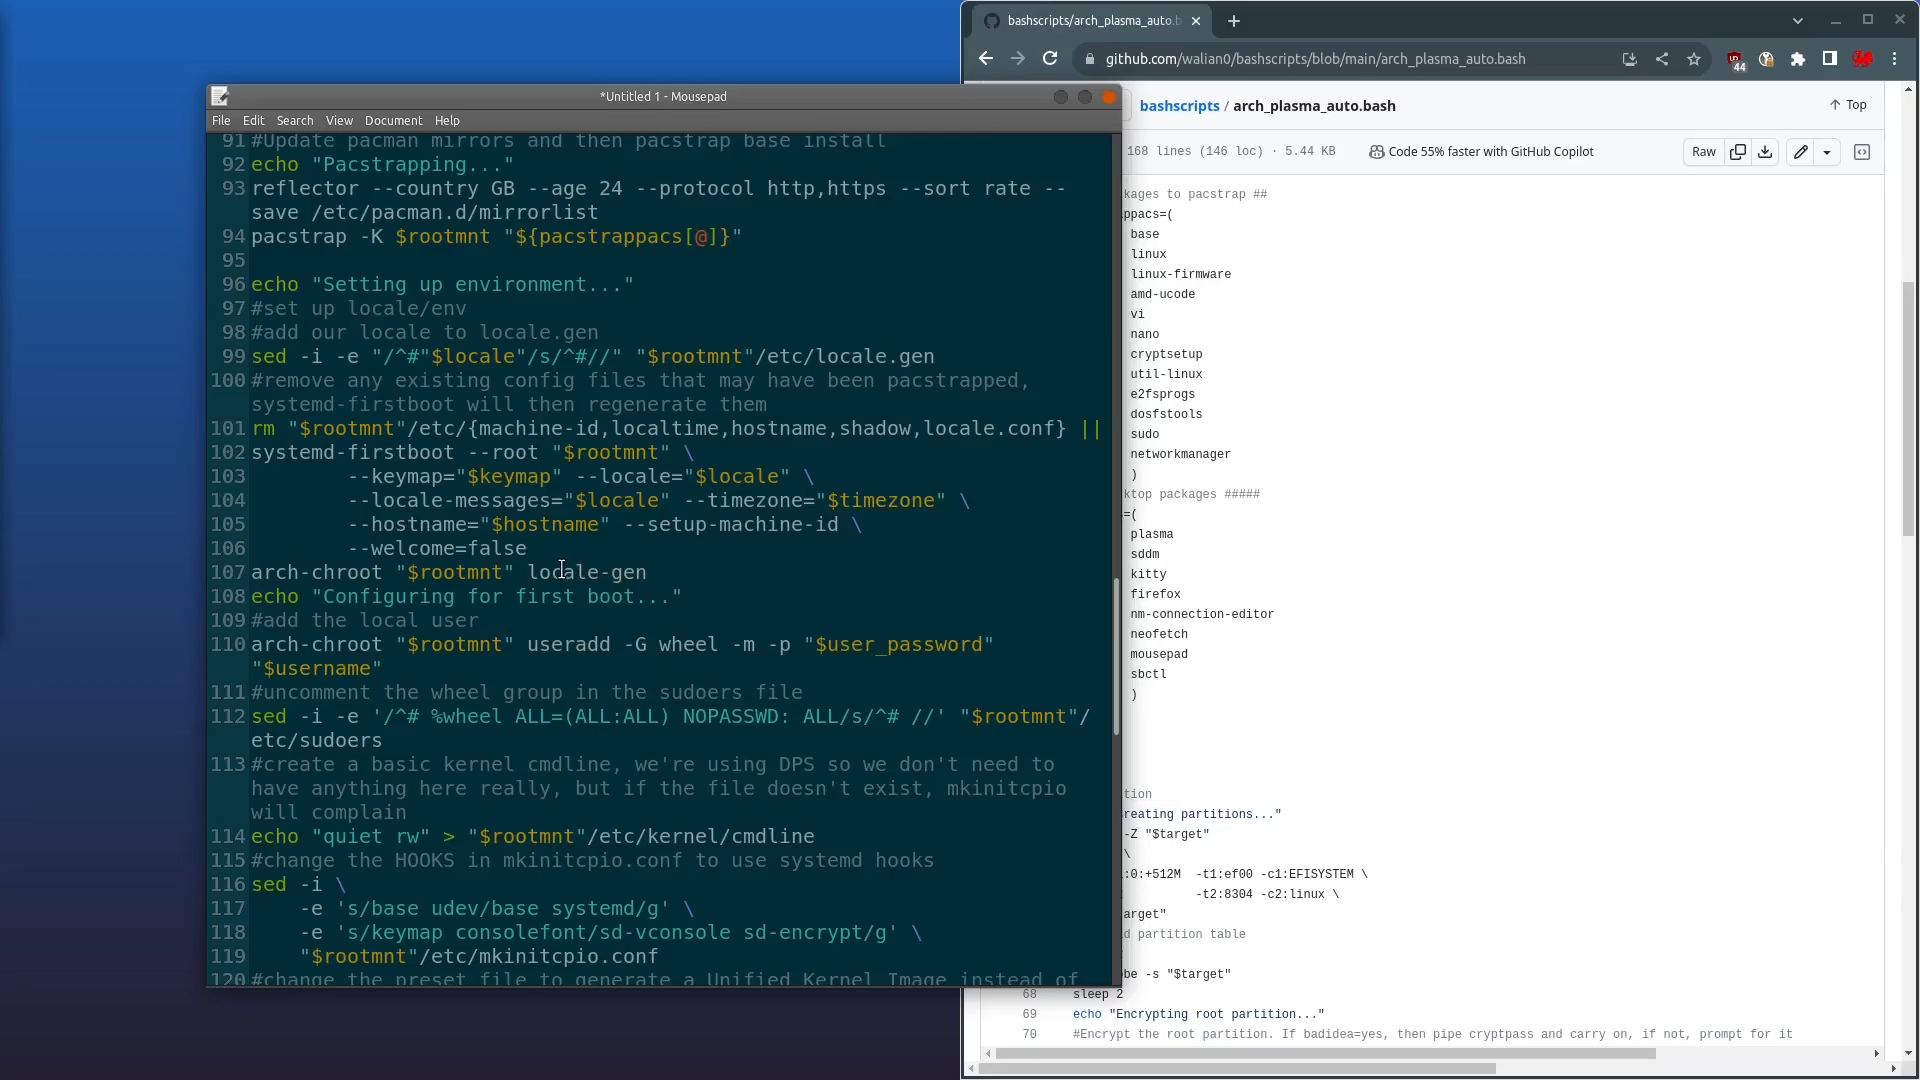 *Untitled 1 - Mousepad
File Edit Search View Document Help
91 #Update pacman mirrors and then pacstrap base install
92 echo "Pacstrapping..."
93 reflector --country GB --age 24 --protocol http,https --sort rate --
save /etc/pacman.d/mirrorlist
94 pacstrap -K $rootmnt "${pacstrappacs[@]}"
95
96 echo "Setting up environment..."
97 #set up locale/env
98 #add our locale to locale.gen
99 sed -i -e "/^#"$locale"/s/^#//" "$rootmnt"/etc/locale.gen
100 #remove any existing config files that may have been pacstrapped,
systemd-firstboot will then regenerate them
101 rm "$rootmnt"/etc/{machine-id,localtime,hostname,shadow,locale.conf} ||
102 systemd-firstboot --root "$rootmnt" \
103 --keymap="$keymap" --locale="$locale" \
104 --locale-messages="$locale" --timezone="$timezone" \
105 --hostname="$hostname" --setup-machine-id \
106 --welcome=false
107 arch-chroot "$rootmnt" locale-gen
108 echo "Configuring for first boot..."
109 #add the local user
110 arch-chroot "$rootmnt" useradd -G wheel -m -p "$user_password"
"$username"
111 #uncomment the wheel group in the sudoers file
112 sed -i -e '/^# %wheel ALL=(ALL:ALL) NOPASSWD: ALL/s/^# //' "$rootmnt"/
etc/sudoers
113 #create a basic kernel cmdline, we're using DPS so we don't need to
have anything here really, but if the file doesn't exist, mkinitcpio
will complain
114 echo "quiet rw" > "$rootmnt"/etc/kernel/cmdline
115 #change the HOOKS in mkinitcpio.conf to use systemd hooks
116 sed -i \
117 -e 's/base udev/base systemd/g' \
118 -e 's/keymap consolefont/sd-vconsole sd-encrypt/g' \
119 "$rootmnt"/etc/mkinitcpio.conf
120 #change the preset file to generate a Unified Kernel Image instead of
bashscripts/arch_plasma_auto.b
github.com/walian0/bashscripts/blob/main/arch_plasma_auto.bash
44
bashscripts / arch_plasma_auto.bash
Top
168 lines (146 loc) · 5.44 KB
Code 55% faster with GitHub Copilot
Raw
kages to pacstrap ##
ppacs=(
base
linux
linux-firmware
amd-ucode
vi
nano
cryptsetup
util-linux
e2fsprogs
dosfstools
sudo
networkmanager
)
ktop packages #####
=(
plasma
sddm
kitty
firefox
nm-connection-editor
neofetch
mousepad
sbctl
)
tion
reating partitions..."
-Z "$target"
\
:0:+512M -t1:ef00 -c1:EFISYSTEM \
-t2:8304 -c2:linux \
arget"
d partition table
be -s "$target"
68 sleep 2
69 echo "Encrypting root partition..."
70 #Encrypt the root partition. If badidea=yes, then pipe cryptpass and carry on, if not, prompt for it